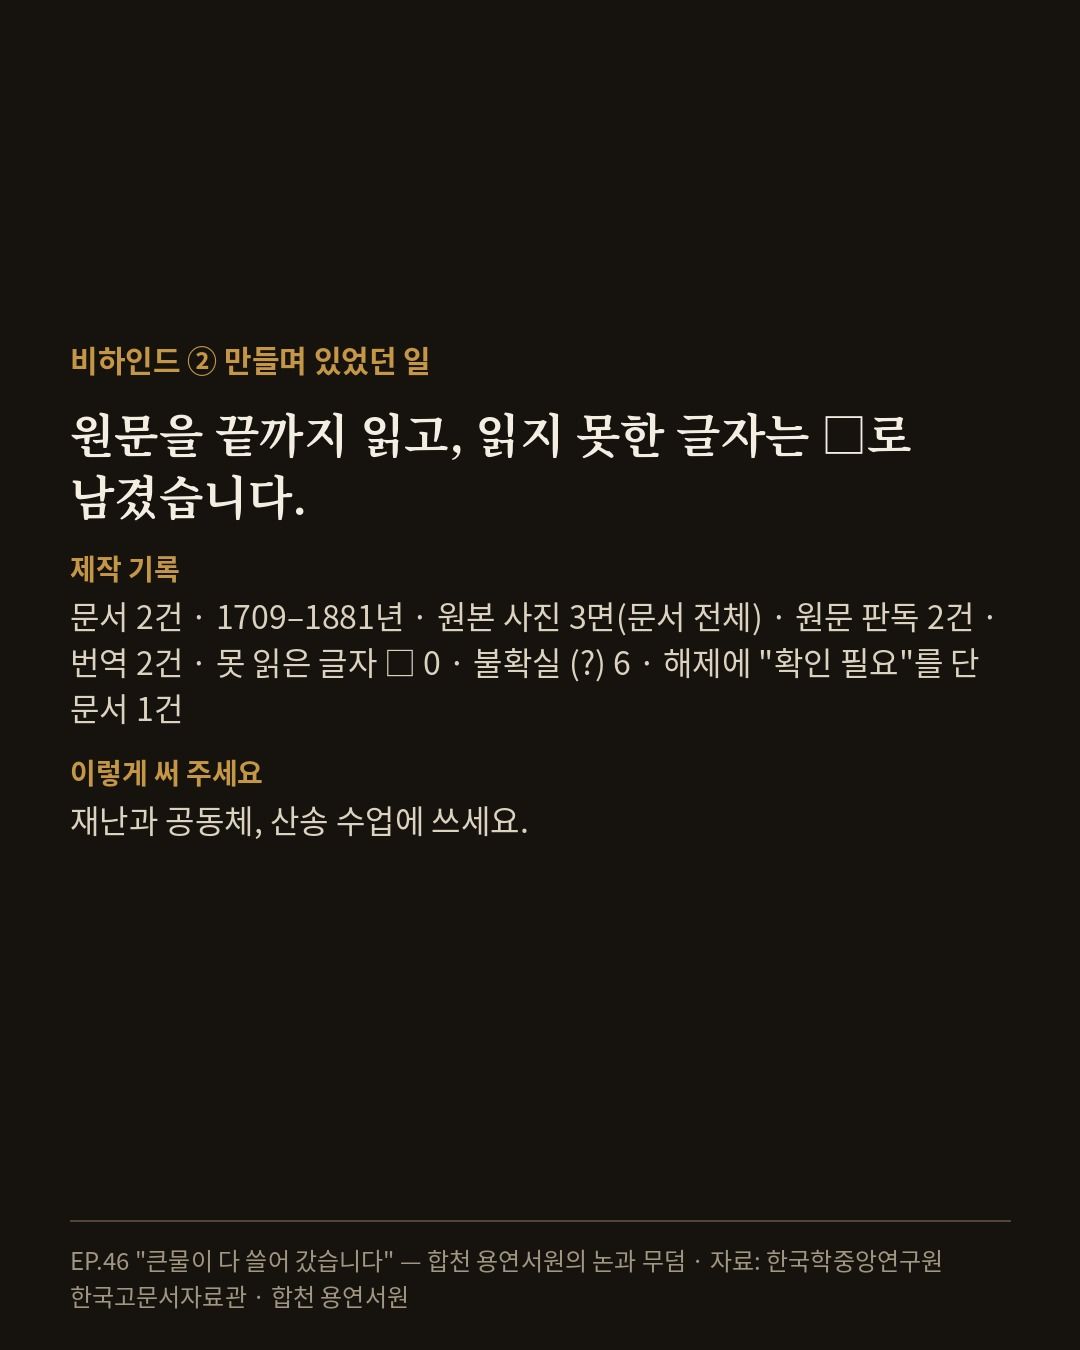 비하인드 ② 만들며 있었던 일
원문을 끝까지 읽고, 읽지 못한 글자는 □로
남겼습니다.
제작 기록
문서 2건 · 1709–1881년 · 원본 사진 3면(문서 전체) · 원문 판독 2건 ·
번역 2건 · 못 읽은 글자 □ 0 · 불확실 (?) 6 · 해제에 "확인 필요"를 단
문서 1건
이렇게 써 주세요
재난과 공동체, 산송 수업에 쓰세요.
EP.46 "큰물이 다 쓸어 갔습니다" — 합천 용연서원의 논과 무덤 · 자료: 한국학중앙연구원
한국고문서자료관 · 합천 용연서원